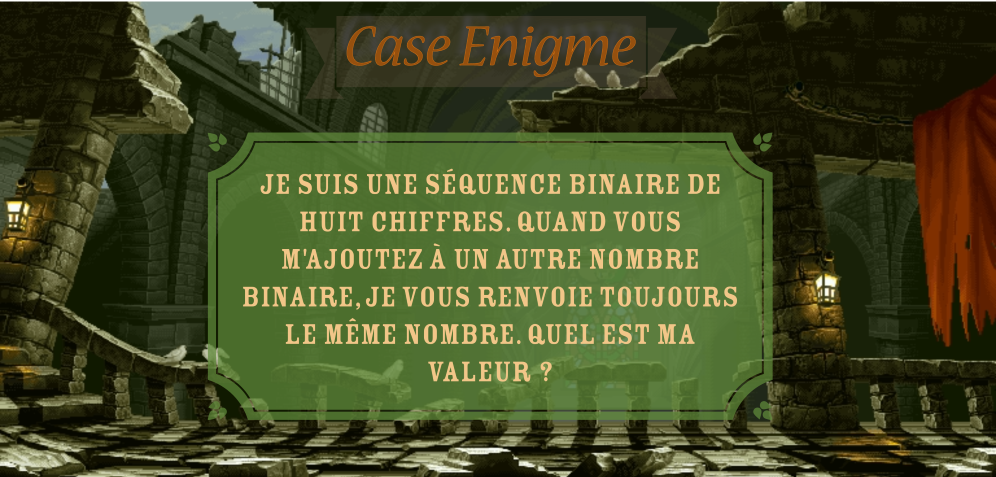 Case Enigme
JE SUIS UNE SÉQUENCE BINAIRE DE
HUIT CHIFFRES. QUAND VOUS
M'AJOUTEZ À UN AUTRE NOMBRE
BINAIRE, JE VOUS RENVOIE TOUJOURS
LE MÊME NOMBRE. QUEL EST MA
VALEUR ?